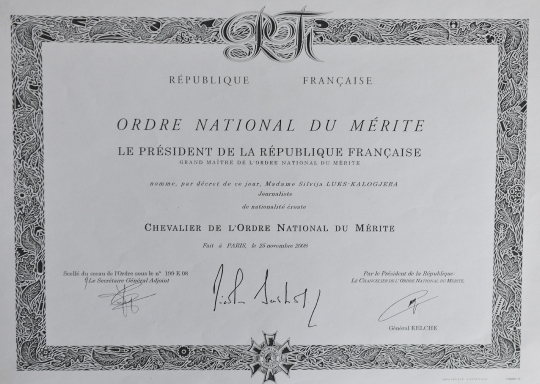 RF
RÉPUBLIQUE FRANÇAISE
ORDRE NATIONAL DU MÉRITE
LE PRÉSIDENT DE LA RÉPUBLIQUE FRANÇAISE
GRAND MAÎTRE DE L'ORDRE NATIONAL DU MÉRITE
nomme, par décret de ce jour, Madame Silvija LUKS-KALOGJERA
Journaliste
de nationalité croate
CHEVALIER DE L'ORDRE NATIONAL DU MÉRITE
Fait à PARIS, le 25 novembre 2009
Scellé du sceau de l'Ordre sous le n° 199 E 08
Le Secrétaire Général Adjoint
Par le Président de la République:
LE CHANCELIER DE L'ORDRE NATIONAL DU MÉRITE,
Général KELCHE